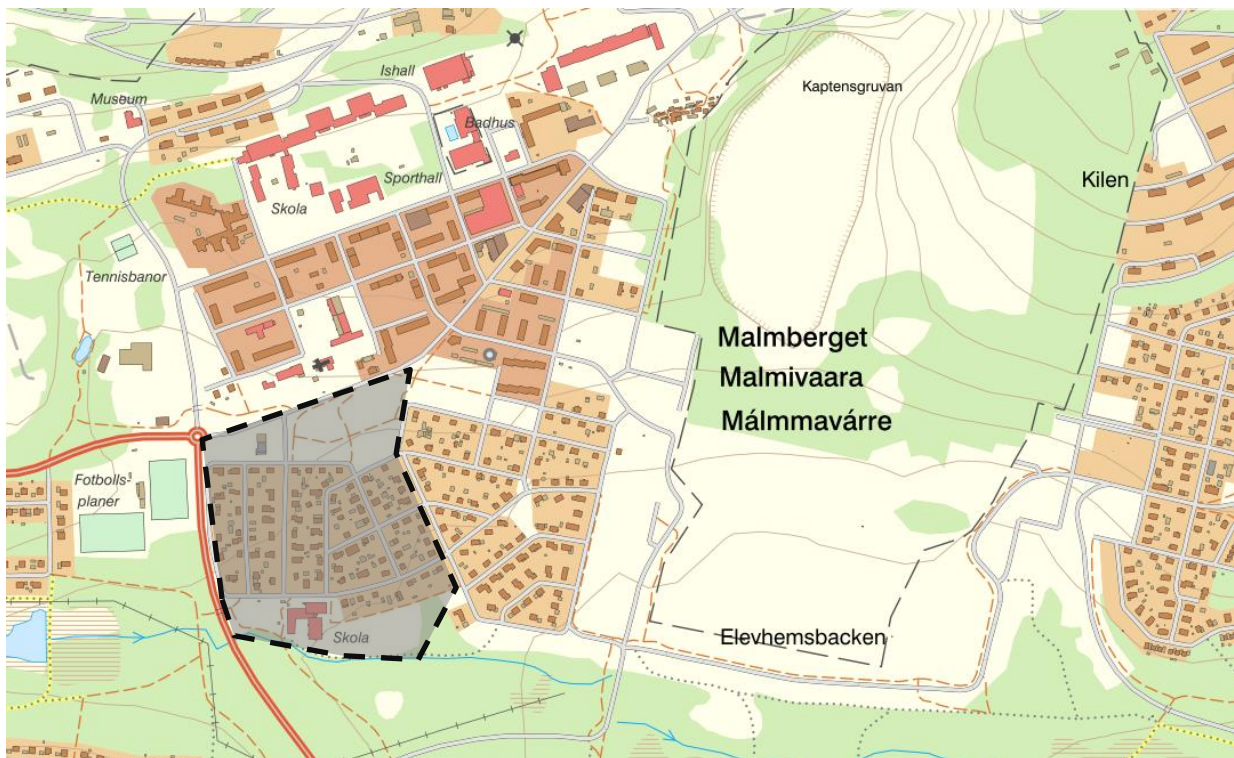 Kaptensgruvan
Ishall
Museum
Badhus
Sporthall
Kilen
Skola
Tennisbanor
Malmberget
Malmivaara
Málmmavárre
Fotbolls-
planer
Skola
Elevhemsbacken